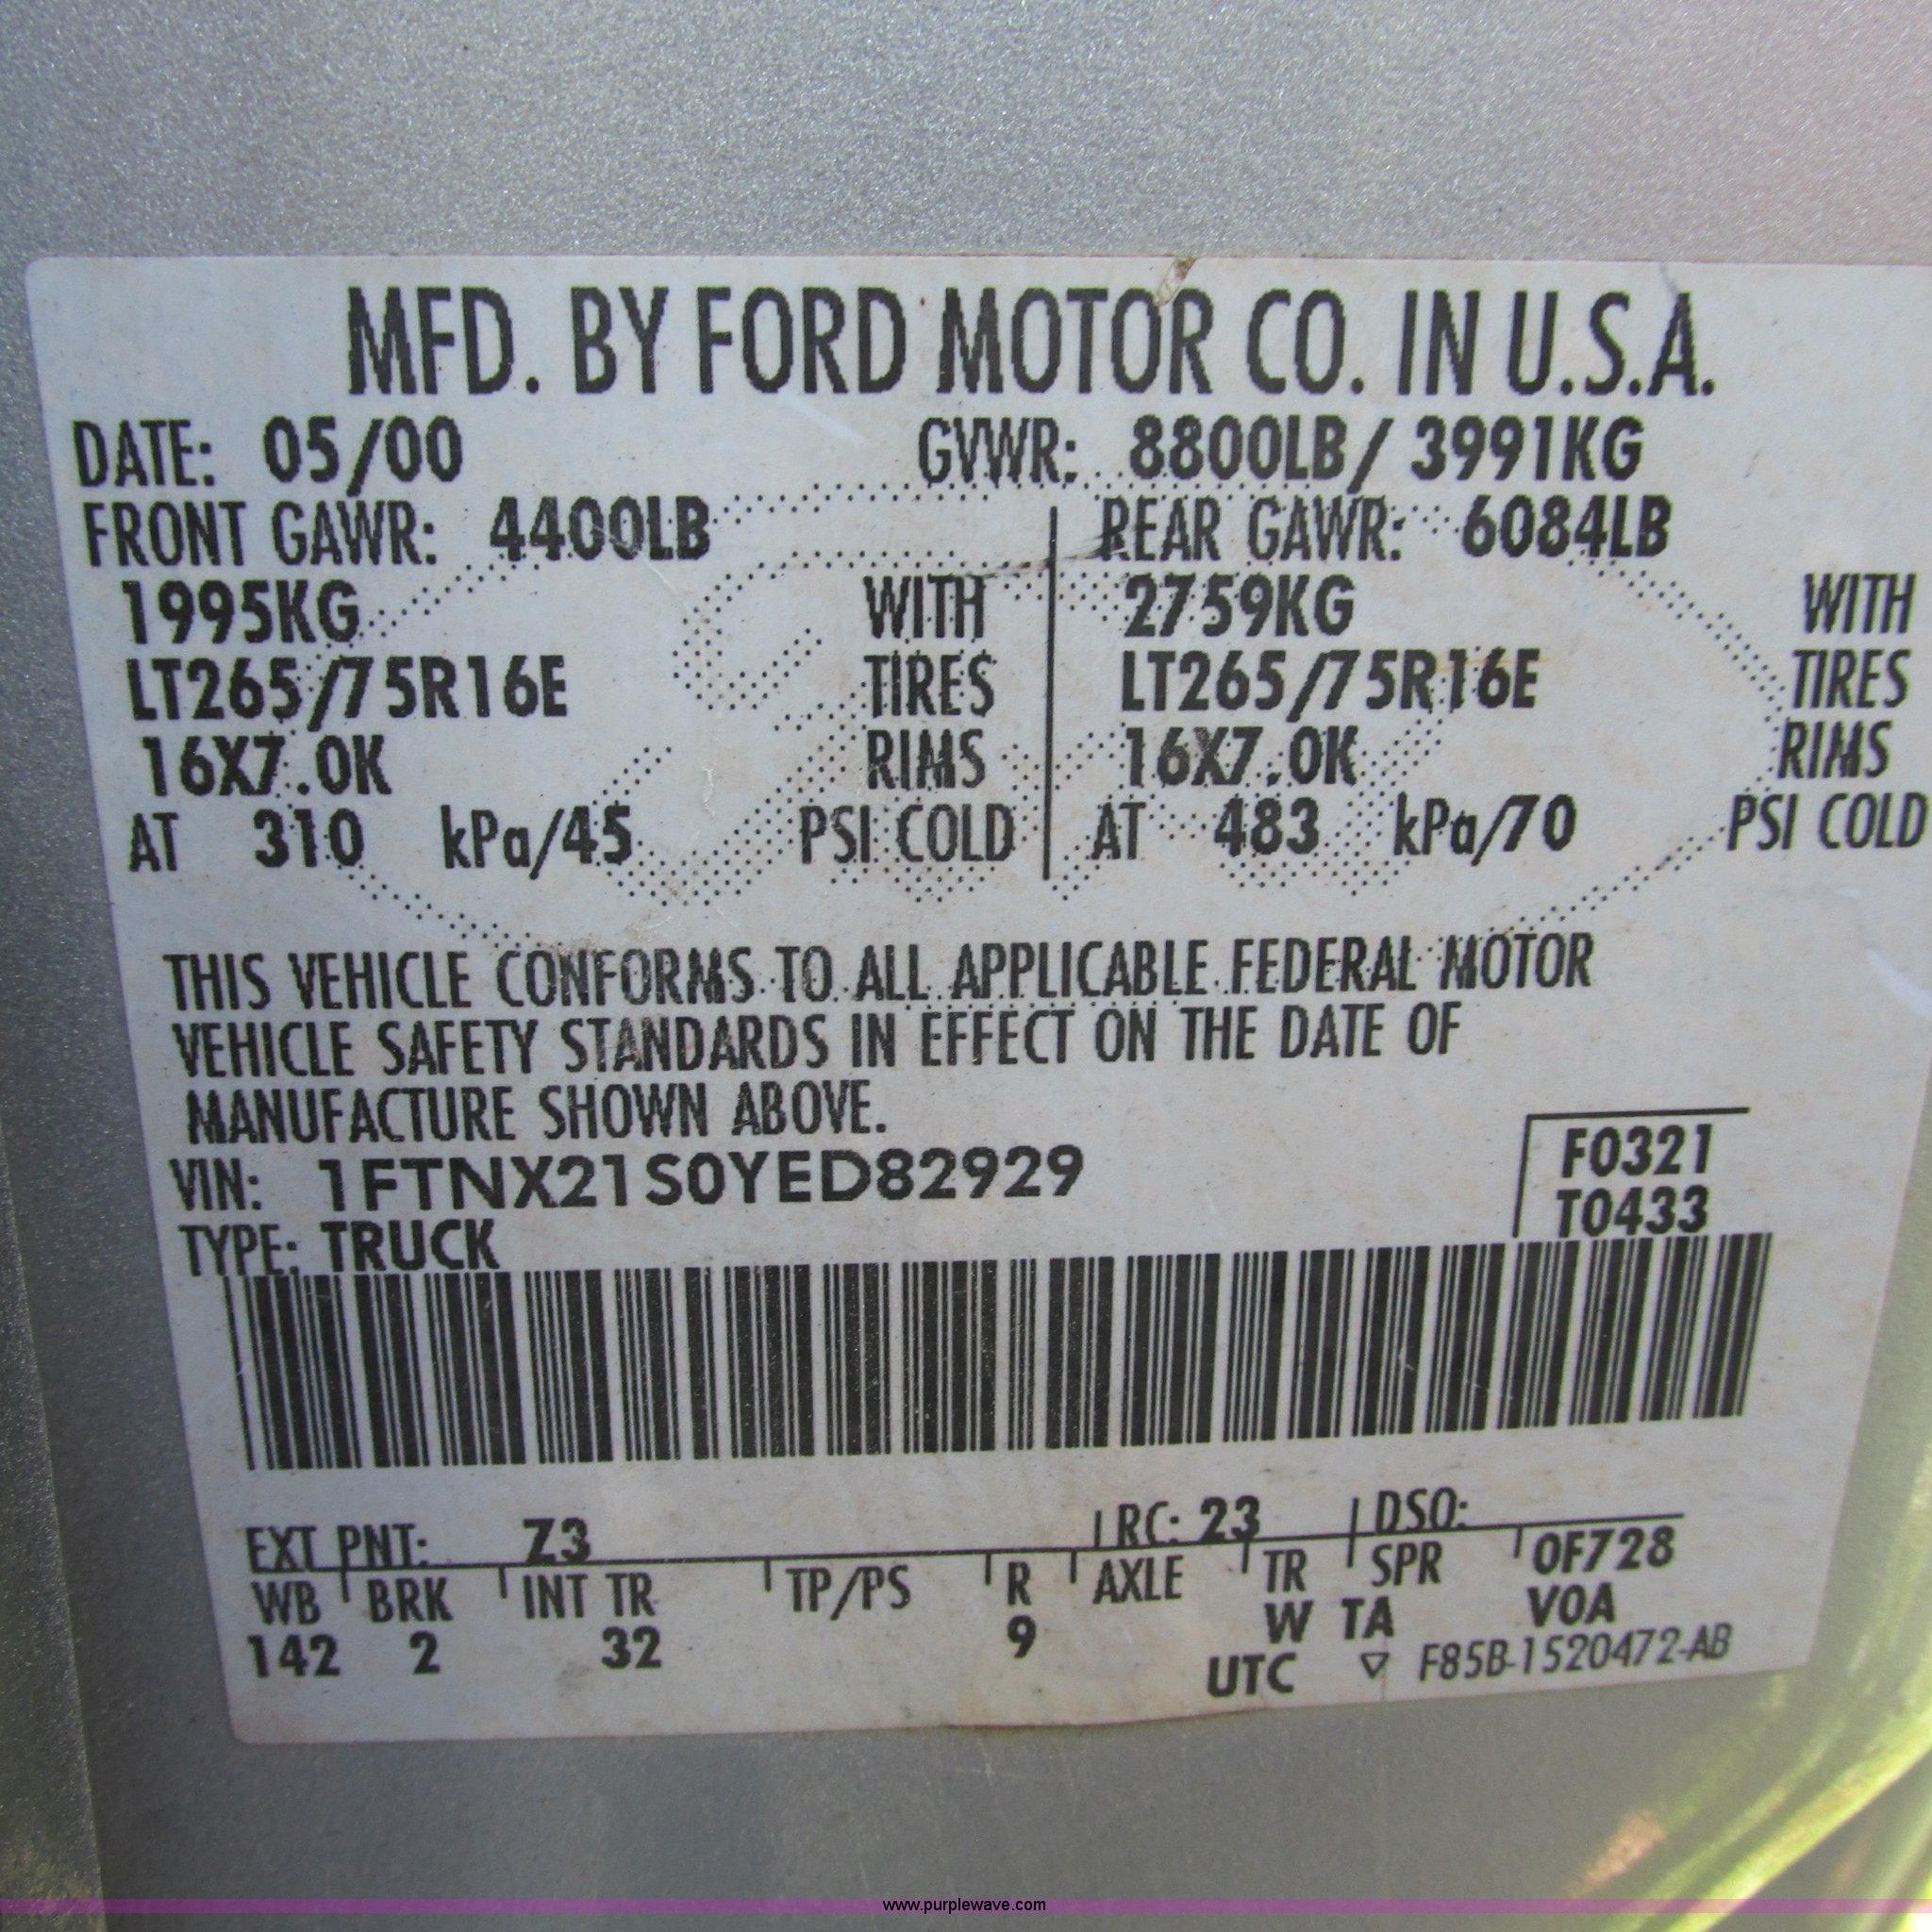 MFD. BY FORD MOTOR CO. IN U.S.A.
DATE: 05/00 GVWR: 8800LB/ 3991KG
FRONT GAWR: 4400LB REAR GAWR: 6084LB
1995KG WITH 2759KG WITH
LT265/75R16E TIRES LT265/75R16E TIRES
16X7.0K RIMS 16X7.0K RIMS
AT 310 kPa/45 PSI COLD AT 483 kPa/70 PSI COLD
THIS VEHICLE CONFORMS TO ALL APPLICABLE FEDERAL MOTOR
VEHICLE SAFETY STANDARDS IN EFFECT ON THE DATE OF
MANUFACTURE SHOWN ABOVE.
VIN: 1FTNX21S0YED82929
F0321
T0433
TYPE: TRUCK
EXT PNT: Z3 RC: 23 DSO:
WB BRK INT TR TP/PS R AXLE TR SPR 0F728
142 2 32 9 W TA VOA
UTC ▽ F85B-1520472-AB
www.purplewave.com